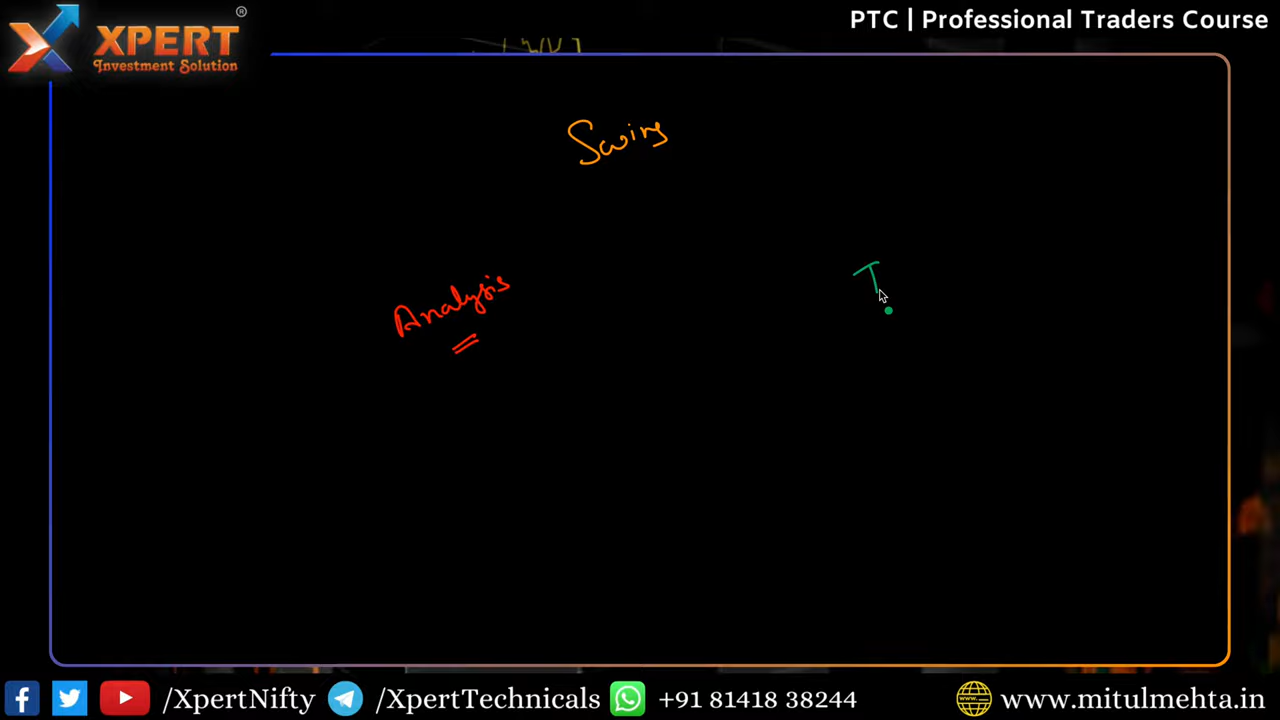 XPERT ®
Investment Solution
PTC | Professional Traders Course
Swing
Analysis
T
/XpertNifty
/XpertTechnicals
+91 81418 38244
www.mitulmehta.in